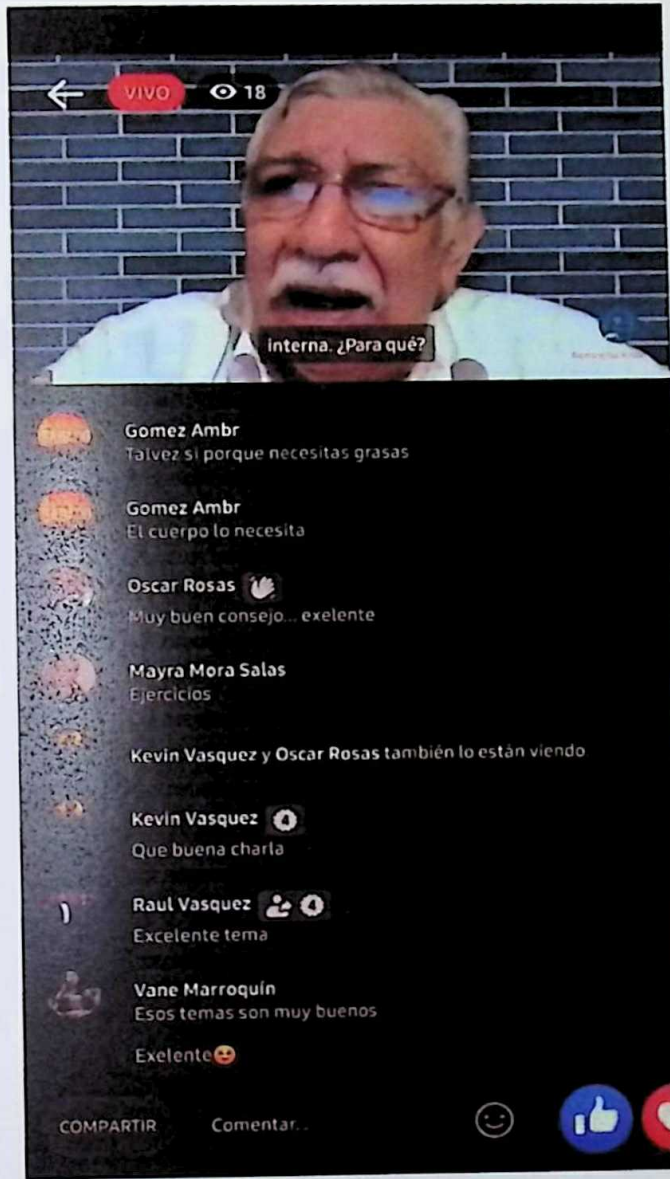 VIVO 18
interna. ¿Para qué?
Gomez Ambr
Talvez si porque necesitas grasas
Gomez Ambr
El cuerpo lo necesita
Oscar Rosas
Muy buen consejo... exelente
Mayra Mora Salas
Ejercicios
Kevin Vasquez y Oscar Rosas también lo están viendo
Kevin Vasquez 4
Que buena charla
Raul Vasquez 4
Excelente tema
Vane Marroquín
Esos temas son muy buenos
Exelente😍
COMPARTIR Comentar...